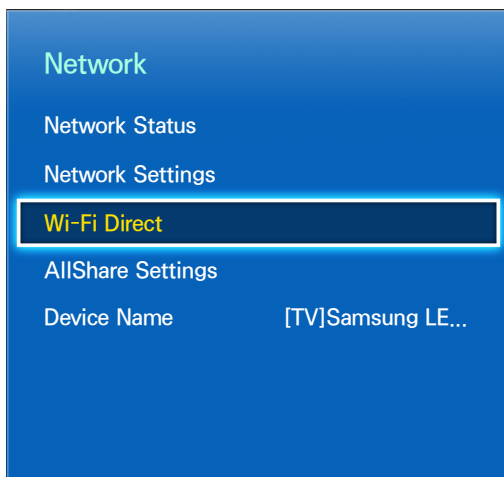 Network
Network Status
Network Settings
Wi-Fi Direct
AllShare Settings
Device Name [TV]Samsung LE...